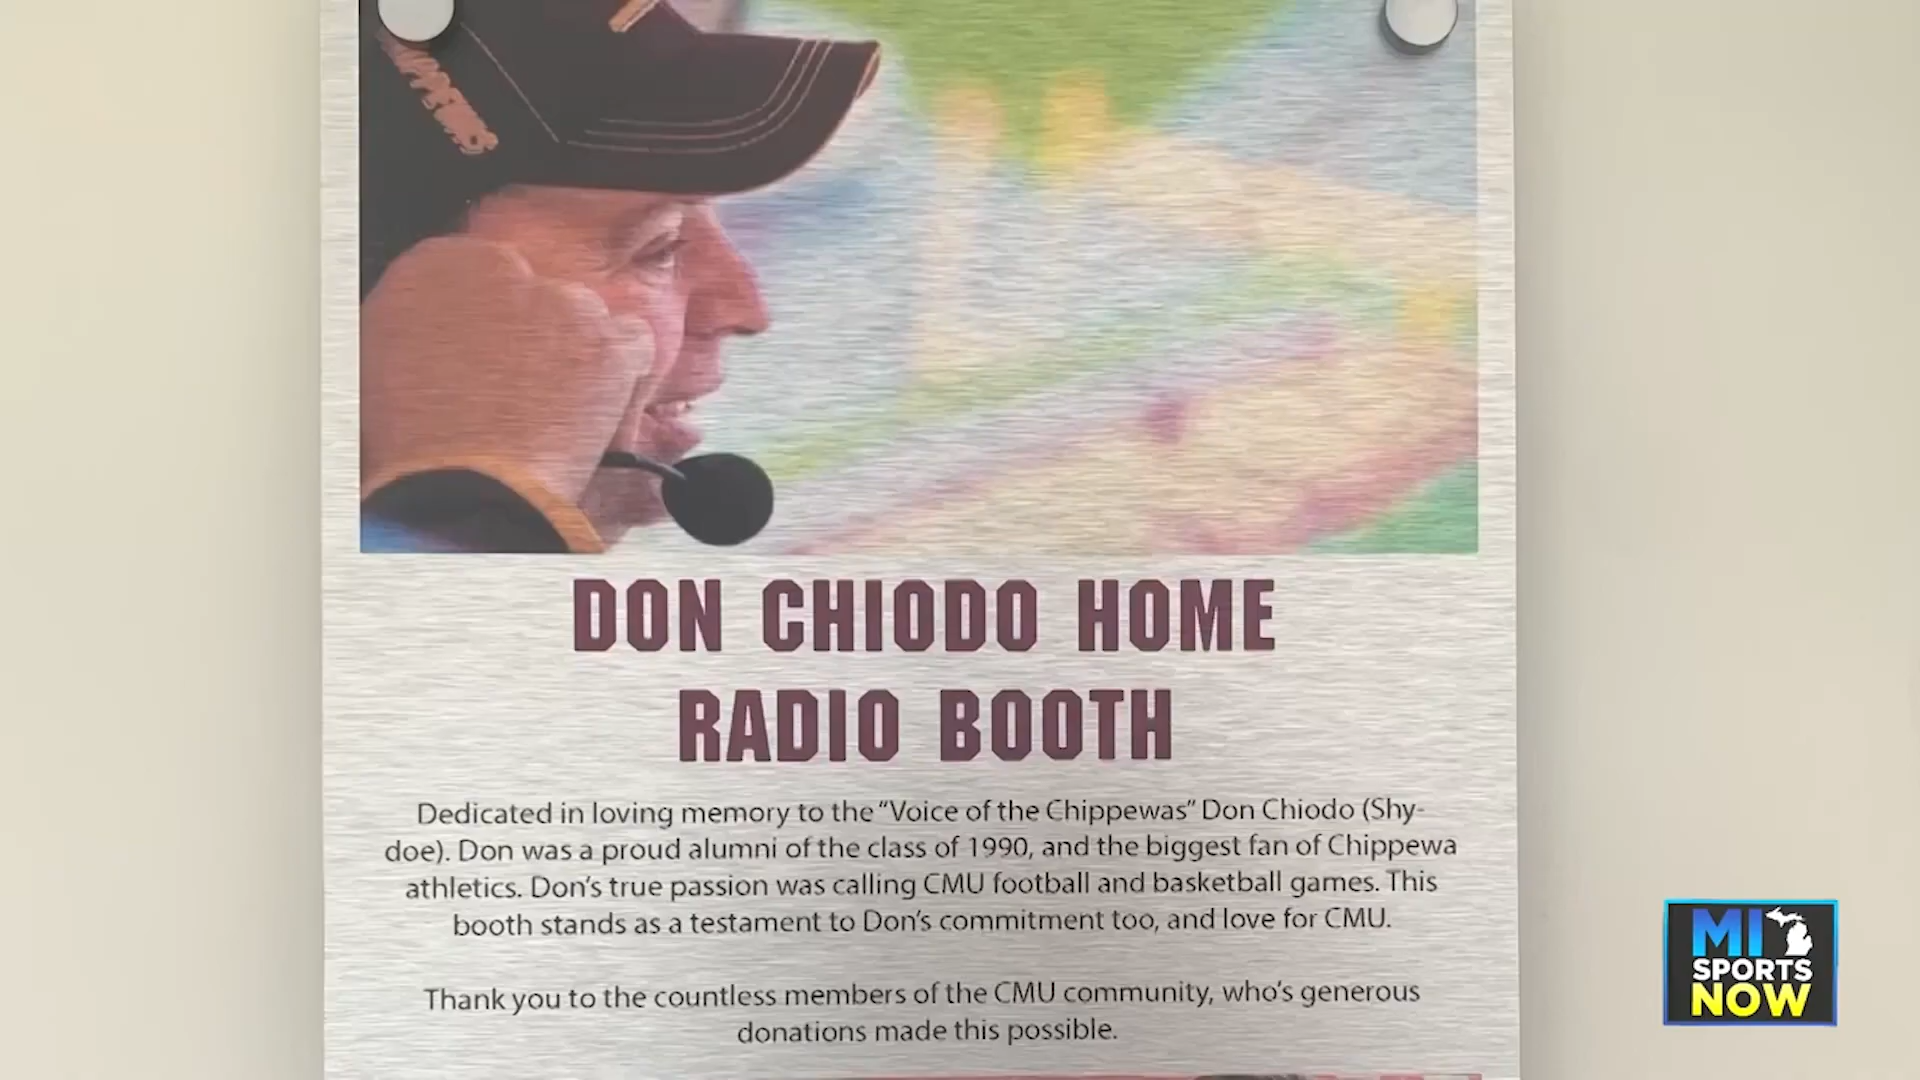 DON CHIODO HOME
RADIO BOOTH
Dedicated in loving memory to the “Voice of the Chippewas” Don Chiodo (Shy-
doe). Don was a proud alumni of the class of 1990, and the biggest fan of Chippewa
athletics. Don’s true passion was calling CMU football and basketball games. This
booth stands as a testament to Don’s commitment too, and love for CMU.
Thank you to the countless members of the CMU community, who’s generous
donations made this possible.
MI
SPORTS
NOW